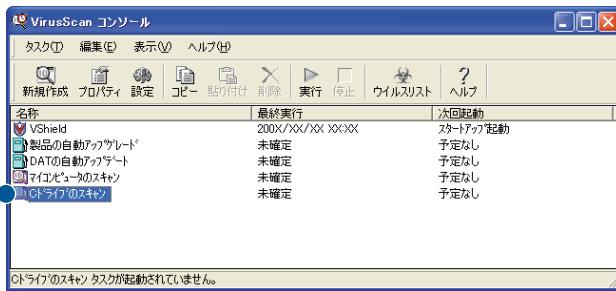 VirusScan コンソール
タスク(T) 編集(E) 表示(V) ヘルプ(H)
新規作成 プロパティ 設定 コピー 貼り付け 削除 実行 停止 ウイルスリスト ヘルプ
名称 最終実行 次回起動
VShield 200X/XX/XX XX:XX スタートアップ起動
製品の自動アップグレード 未確定 予定なし
DATの自動アップデート 未確定 予定なし
マイコンピュータのスキャン 未確定 予定なし
Cドライブのスキャン 未確定 予定なし
Cドライブのスキャン タスクが起動されていません。